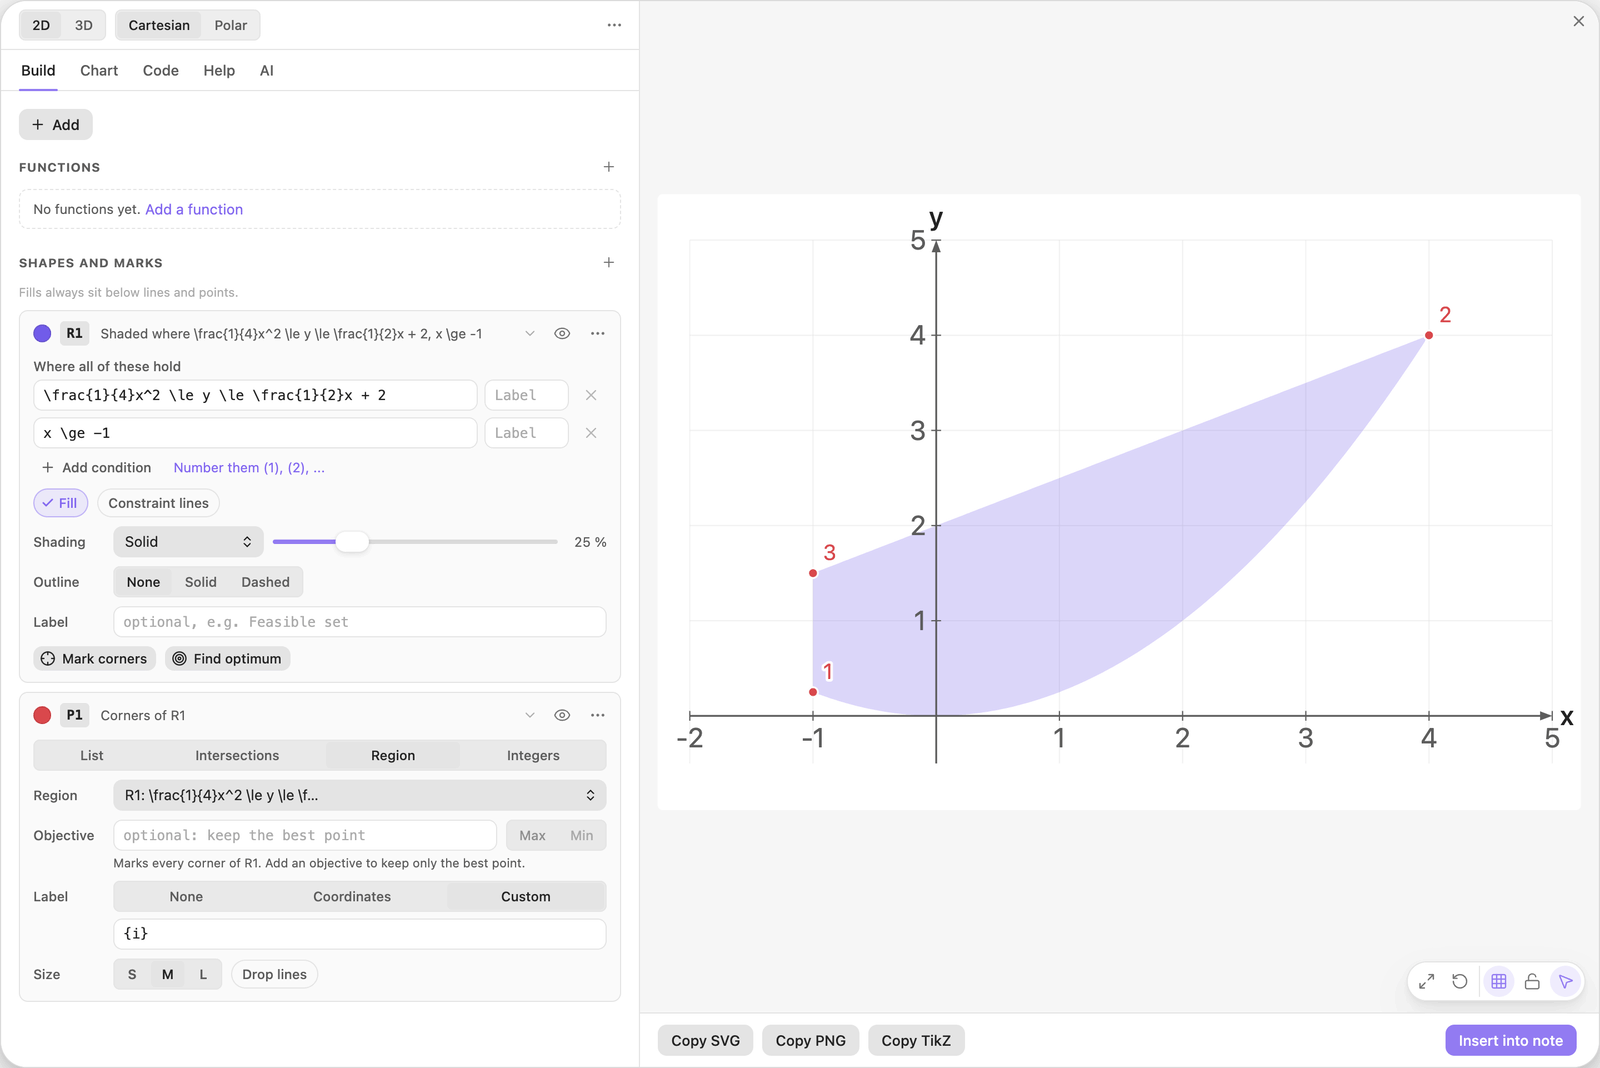 2D 3D Cartesian Polar
Build Chart Code Help AI
+ Add
FUNCTIONS
No functions yet. Add a function
SHAPES AND MARKS
Fills always sit below lines and points.
R1 Shaded where \frac{1}{4}x^2 \le y \le \frac{1}{2}x + 2, x \ge -1
Where all of these hold
\frac{1}{4}x^2 \le y \le \frac{1}{2}x + 2 Label
x \ge -1 Label
+ Add condition Number them (1), (2), ...
Fill Constraint lines
Shading Solid 25 %
Outline None Solid Dashed
Label optional, e.g. Feasible set
Mark corners Find optimum
P1 Corners of R1
List Intersections Region Integers
Region R1: \frac{1}{4}x^2 \le y \le \f...
Objective optional: keep the best point Max Min
Marks every corner of R1. Add an objective to keep only the best point.
Label None Coordinates Custom
{i}
Size S M L Drop lines
y
5
2
4
3
3
2
1
1
x
-2 -1 1 2 3 4 5
Copy SVG Copy PNG Copy TikZ Insert into note